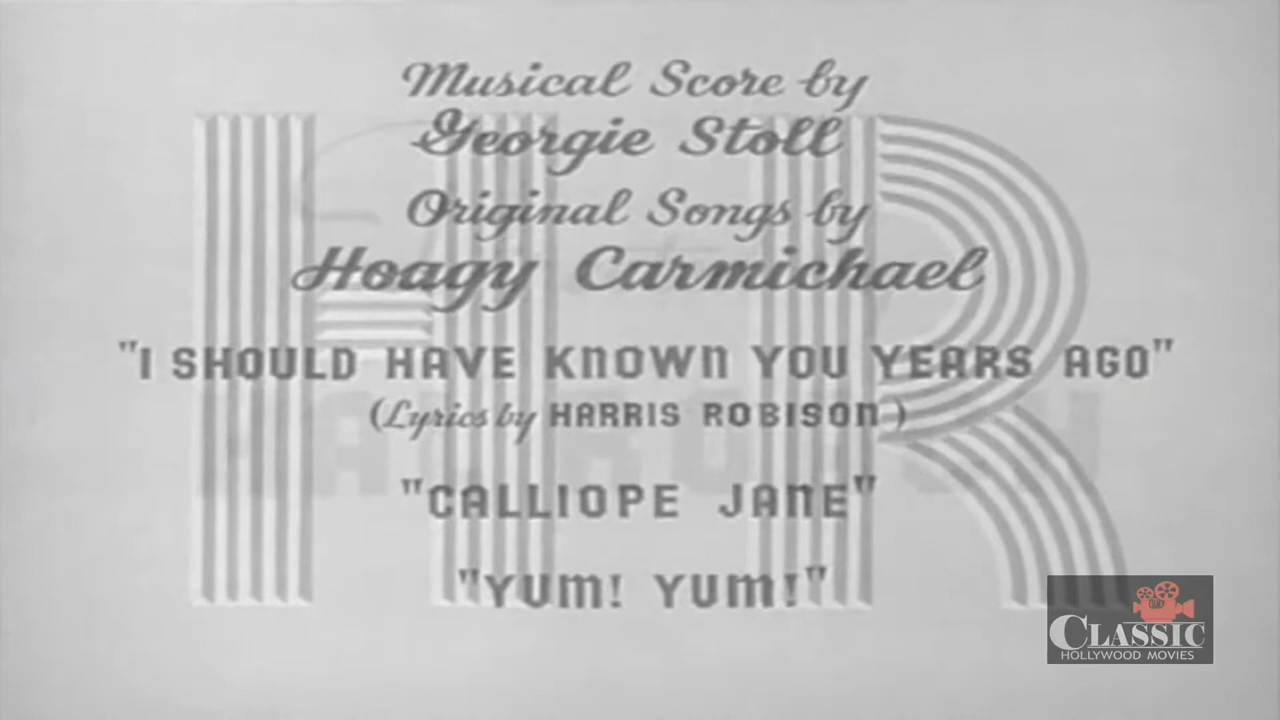 Musical Score by
Georgie Stoll
Original Songs by
Hoagy Carmichael
"I SHOULD HAVE KNOWN YOU YEARS AGO"
(Lyrics by HARRIS ROBISON)
"CALLIOPE JANE"
"YUM! YUM!"
HR
CLASSIC
HOLLYWOOD MOVIES